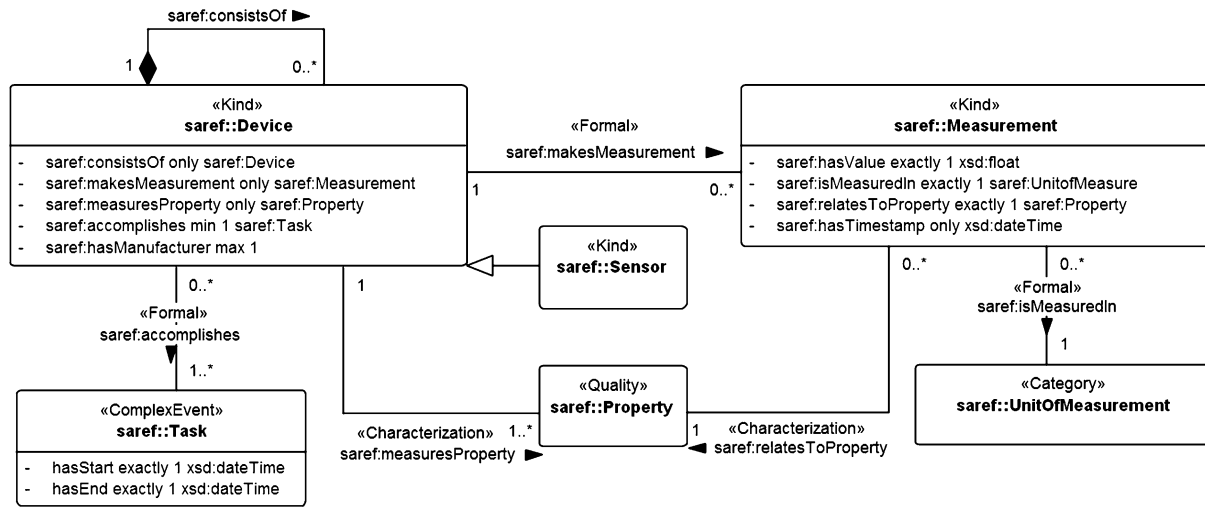 saref:consistsOf
1
0..*
«Kind»
saref::Device
- saref:consistsOf only saref:Device
- saref:makesMeasurement only saref:Measurement
- saref:measuresProperty only saref:Property
- saref:accomplishes min 1 saref:Task
- saref:hasManufacturer max 1
«Formal»
saref:makesMeasurement
1
0..*
«Kind»
saref::Measurement
- saref:hasValue exactly 1 xsd:float
- saref:isMeasuredIn exactly 1 saref:UnitofMeasure
- saref:relatesToProperty exactly 1 saref:Property
- saref:hasTimestamp only xsd:dateTime
«Kind»
saref::Sensor
0..*
«Formal»
saref:accomplishes
1..*
1
0..*
0..*
«Formal»
saref:isMeasuredIn
1
«ComplexEvent»
saref::Task
- hasStart exactly 1 xsd:dateTime
- hasEnd exactly 1 xsd:dateTime
«Quality»
saref::Property
«Characterization»
saref:measuresProperty
1..*
1
«Characterization»
saref:relatesToProperty
«Category»
saref::UnitOfMeasurement